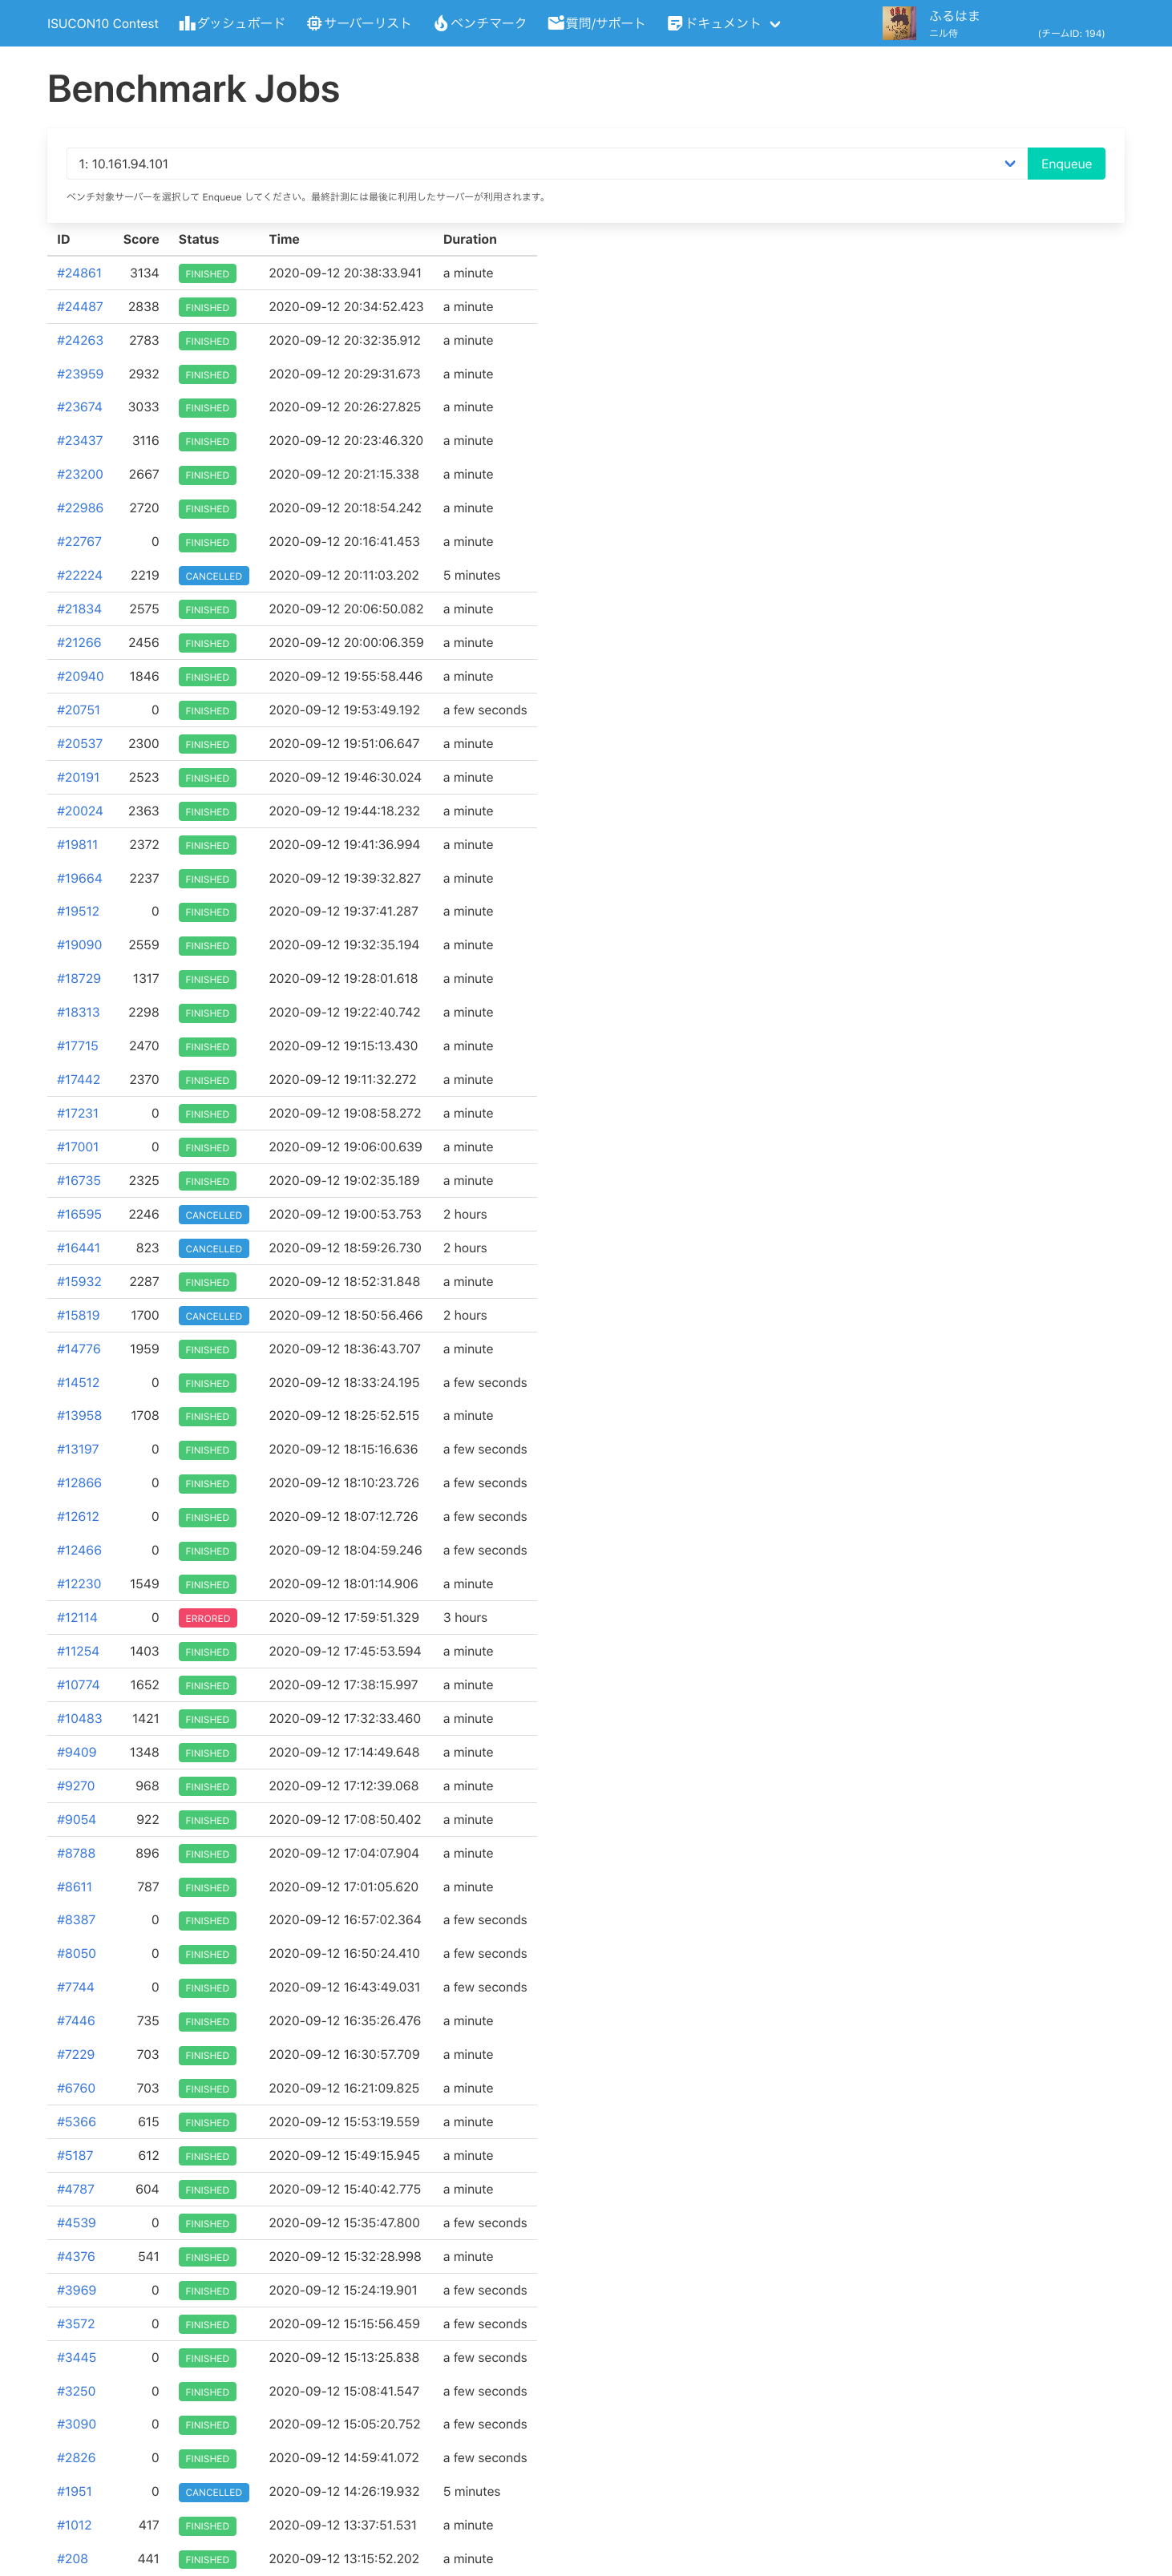 ISUCON10 Contest ダッシュボード サーバーリスト ベンチマーク 質問/サポート ドキュメント ふるはま
ニル侍 (チームID: 194)
Benchmark Jobs
1: 10.161.94.101 Enqueue
ベンチ対象サーバーを選択して Enqueue してください。最終計測には最後に利用したサーバーが利用されます。
ID Score Status Time Duration
#24861 3134 FINISHED 2020-09-12 20:38:33.941 a minute
#24487 2838 FINISHED 2020-09-12 20:34:52.423 a minute
#24263 2783 FINISHED 2020-09-12 20:32:35.912 a minute
#23959 2932 FINISHED 2020-09-12 20:29:31.673 a minute
#23674 3033 FINISHED 2020-09-12 20:26:27.825 a minute
#23437 3116 FINISHED 2020-09-12 20:23:46.320 a minute
#23200 2667 FINISHED 2020-09-12 20:21:15.338 a minute
#22986 2720 FINISHED 2020-09-12 20:18:54.242 a minute
#22767 0 FINISHED 2020-09-12 20:16:41.453 a minute
#22224 2219 CANCELLED 2020-09-12 20:11:03.202 5 minutes
#21834 2575 FINISHED 2020-09-12 20:06:50.082 a minute
#21266 2456 FINISHED 2020-09-12 20:00:06.359 a minute
#20940 1846 FINISHED 2020-09-12 19:55:58.446 a minute
#20751 0 FINISHED 2020-09-12 19:53:49.192 a few seconds
#20537 2300 FINISHED 2020-09-12 19:51:06.647 a minute
#20191 2523 FINISHED 2020-09-12 19:46:30.024 a minute
#20024 2363 FINISHED 2020-09-12 19:44:18.232 a minute
#19811 2372 FINISHED 2020-09-12 19:41:36.994 a minute
#19664 2237 FINISHED 2020-09-12 19:39:32.827 a minute
#19512 0 FINISHED 2020-09-12 19:37:41.287 a minute
#19090 2559 FINISHED 2020-09-12 19:32:35.194 a minute
#18729 1317 FINISHED 2020-09-12 19:28:01.618 a minute
#18313 2298 FINISHED 2020-09-12 19:22:40.742 a minute
#17715 2470 FINISHED 2020-09-12 19:15:13.430 a minute
#17442 2370 FINISHED 2020-09-12 19:11:32.272 a minute
#17231 0 FINISHED 2020-09-12 19:08:58.272 a minute
#17001 0 FINISHED 2020-09-12 19:06:00.639 a minute
#16735 2325 FINISHED 2020-09-12 19:02:35.189 a minute
#16595 2246 CANCELLED 2020-09-12 19:00:53.753 2 hours
#16441 823 CANCELLED 2020-09-12 18:59:26.730 2 hours
#15932 2287 FINISHED 2020-09-12 18:52:31.848 a minute
#15819 1700 CANCELLED 2020-09-12 18:50:56.466 2 hours
#14776 1959 FINISHED 2020-09-12 18:36:43.707 a minute
#14512 0 FINISHED 2020-09-12 18:33:24.195 a few seconds
#13958 1708 FINISHED 2020-09-12 18:25:52.515 a minute
#13197 0 FINISHED 2020-09-12 18:15:16.636 a few seconds
#12866 0 FINISHED 2020-09-12 18:10:23.726 a few seconds
#12612 0 FINISHED 2020-09-12 18:07:12.726 a few seconds
#12466 0 FINISHED 2020-09-12 18:04:59.246 a few seconds
#12230 1549 FINISHED 2020-09-12 18:01:14.906 a minute
#12114 0 ERRORED 2020-09-12 17:59:51.329 3 hours
#11254 1403 FINISHED 2020-09-12 17:45:53.594 a minute
#10774 1652 FINISHED 2020-09-12 17:38:15.997 a minute
#10483 1421 FINISHED 2020-09-12 17:32:33.460 a minute
#9409 1348 FINISHED 2020-09-12 17:14:49.648 a minute
#9270 968 FINISHED 2020-09-12 17:12:39.068 a minute
#9054 922 FINISHED 2020-09-12 17:08:50.402 a minute
#8788 896 FINISHED 2020-09-12 17:04:07.904 a minute
#8611 787 FINISHED 2020-09-12 17:01:05.620 a minute
#8387 0 FINISHED 2020-09-12 16:57:02.364 a few seconds
#8050 0 FINISHED 2020-09-12 16:50:24.410 a few seconds
#7744 0 FINISHED 2020-09-12 16:43:49.031 a few seconds
#7446 735 FINISHED 2020-09-12 16:35:26.476 a minute
#7229 703 FINISHED 2020-09-12 16:30:57.709 a minute
#6760 703 FINISHED 2020-09-12 16:21:09.825 a minute
#5366 615 FINISHED 2020-09-12 15:53:19.559 a minute
#5187 612 FINISHED 2020-09-12 15:49:15.945 a minute
#4787 604 FINISHED 2020-09-12 15:40:42.775 a minute
#4539 0 FINISHED 2020-09-12 15:35:47.800 a few seconds
#4376 541 FINISHED 2020-09-12 15:32:28.998 a minute
#3969 0 FINISHED 2020-09-12 15:24:19.901 a few seconds
#3572 0 FINISHED 2020-09-12 15:15:56.459 a few seconds
#3445 0 FINISHED 2020-09-12 15:13:25.838 a few seconds
#3250 0 FINISHED 2020-09-12 15:08:41.547 a few seconds
#3090 0 FINISHED 2020-09-12 15:05:20.752 a few seconds
#2826 0 FINISHED 2020-09-12 14:59:41.072 a few seconds
#1951 0 CANCELLED 2020-09-12 14:26:19.932 5 minutes
#1012 417 FINISHED 2020-09-12 13:37:51.531 a minute
#208 441 FINISHED 2020-09-12 13:15:52.202 a minute